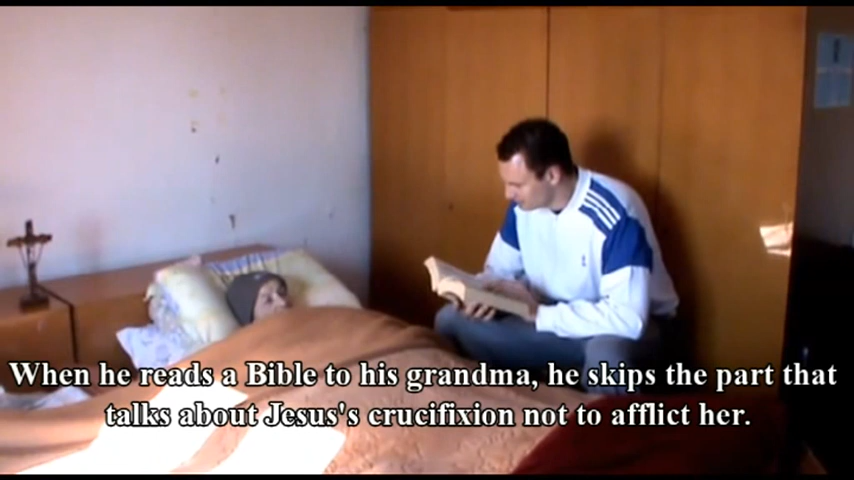 When he reads a Bible to his grandma, he skips the part that
talks about Jesus's crucifixion not to afflict her.